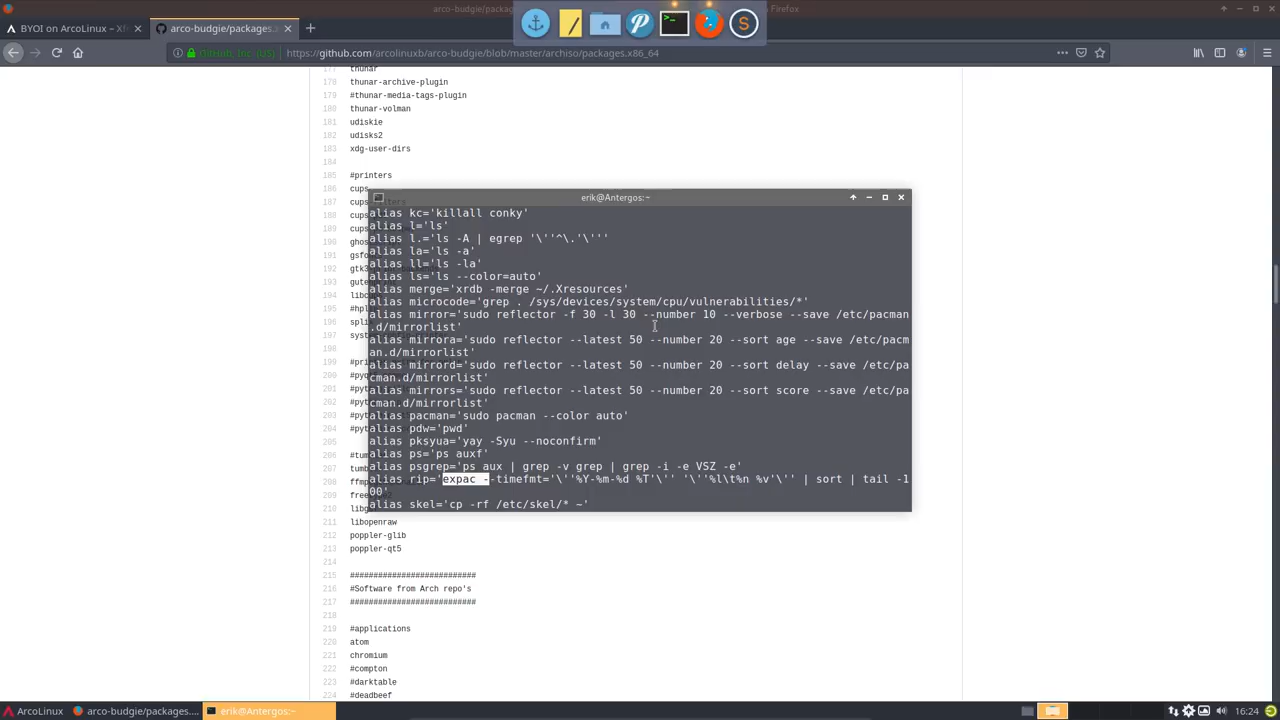 Firefox
BYOI on ArcoLinux ~ Xf
arco-budgie/packages.
GitHub, Inc. (US)
https://github.com/arcolinuxb/arco-budgie/blob/master/archiso/packages.x86_64
thunar
178 thunar-archive-plugin
179 #thunar-media-tags-plugin
180 thunar-volman
181 udiskie
182 udisks2
183 xdg-user-dirs
184
185 #printers
186 cups
erik@Antergos:~
alias kc='killall conky'
alias l='ls'
alias l.='ls -A | egrep '\''^\.'\'''
alias la='ls -a'
alias ll='ls -la'
alias ls='ls --color=auto'
alias merge='xrdb -merge ~/.Xresources'
alias microcode='grep . /sys/devices/system/cpu/vulnerabilities/*'
alias mirror='sudo reflector -f 30 -l 30 --number 10 --verbose --save /etc/pacman
.d/mirrorlist'
alias mirrora='sudo reflector --latest 50 --number 20 --sort age --save /etc/pacm
an.d/mirrorlist'
alias mirrord='sudo reflector --latest 50 --number 20 --sort delay --save /etc/pa
cman.d/mirrorlist'
alias mirrors='sudo reflector --latest 50 --number 20 --sort score --save /etc/pa
cman.d/mirrorlist'
alias pacman='sudo pacman --color auto'
alias pdw='pwd'
alias pksyua='yay -Syu --noconfirm'
alias ps='ps auxf'
alias psgrep='ps aux | grep -v grep | grep -i -e VSZ -e'
alias rip='expac --timefmt='\''%Y-%m-%d %T'\'' '\''%l\t%n %v'\'' | sort | tail -1
00'
alias skel='cp -rf /etc/skel/* ~'
211 libopenraw
212 poppler-glib
213 poppler-qt5
214
215 ##########################
216 #Software from Arch repo's
217 ##########################
218
219 #applications
220 atom
221 chromium
222 #compton
223 #darktable
224 #deadbeef
ArcoLinux
arco-budgie/packages....
erik@Antergos:~
16:24